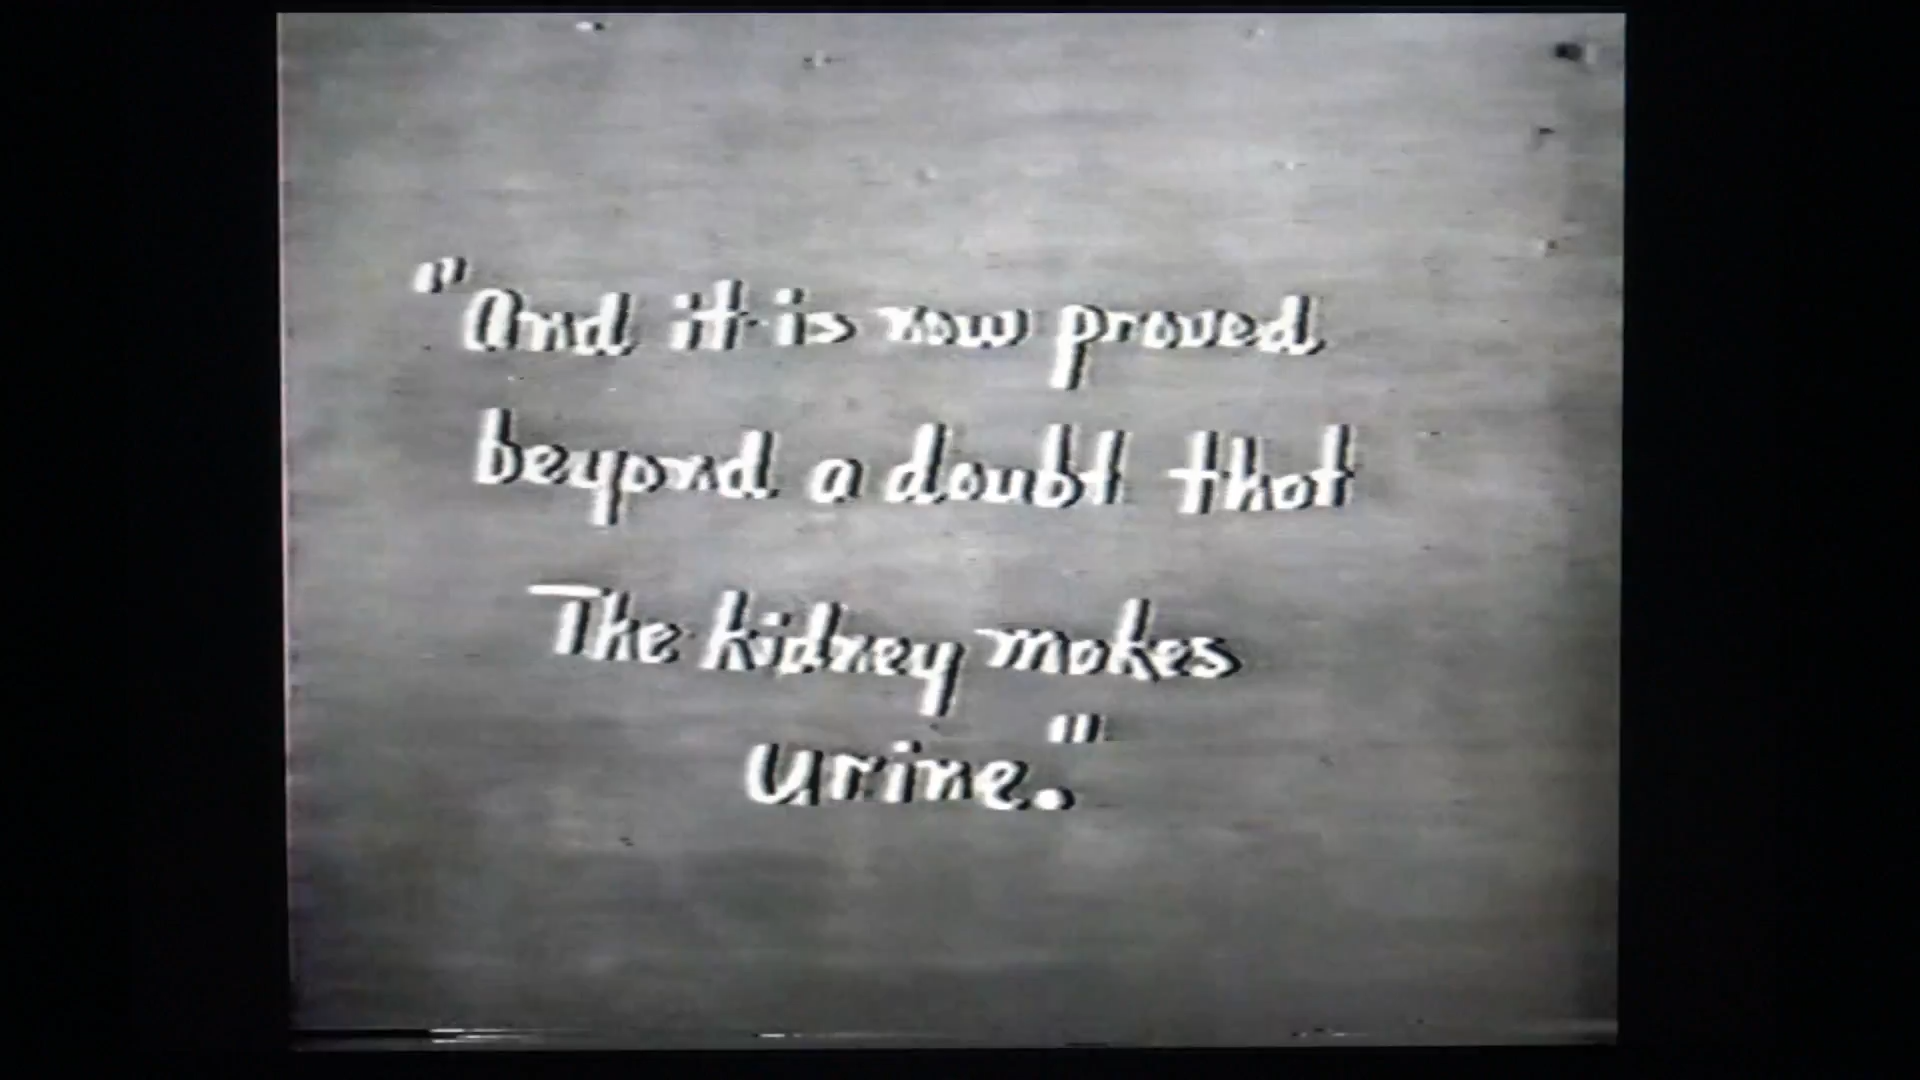 "And it is now proved
beyond a doubt that
The kidney makes
urine."